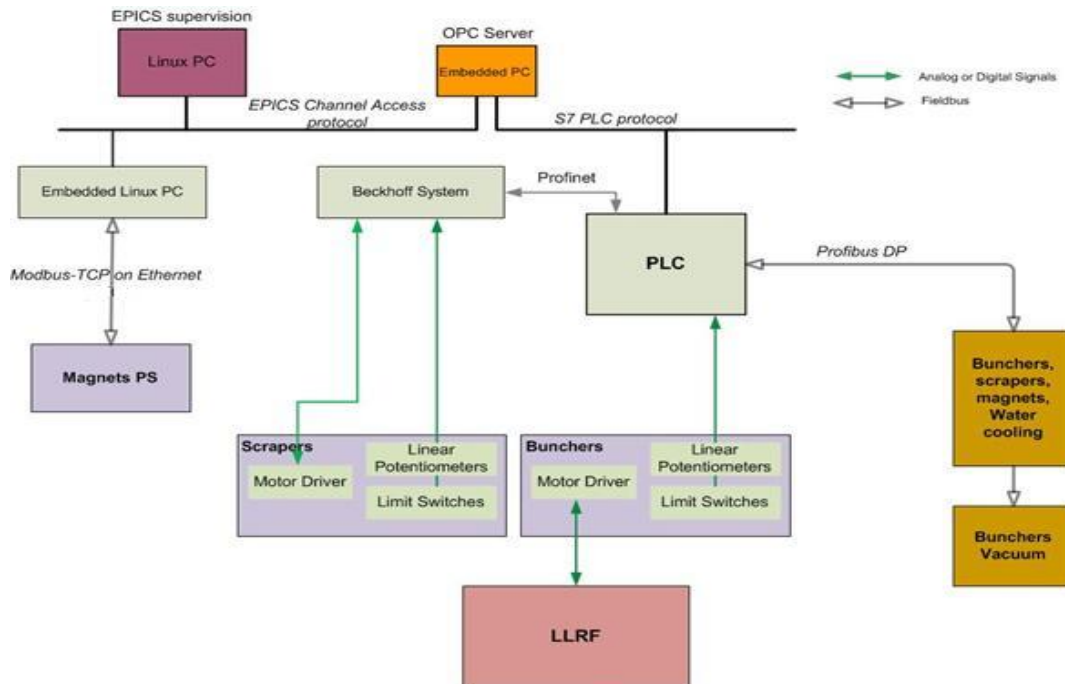 EPICS supervision
Linux PC
OPC Server
Embedded PC
Analog or Digital Signals
Fieldbus
EPICS Channel Access
protocol
S7 PLC protocol
Embedded Linux PC
Beckhoff System
Profinet
PLC
Profibus DP
Modbus-TCP on Ethernet
Magnets PS
Bunchers,
scrapers,
magnets,
Water
cooling
Scrapers
Motor Driver
Linear
Potentiometers
Limit Switches
Bunchers
Motor Driver
Linear
Potentiometers
Limit Switches
Bunchers
Vacuum
LLRF